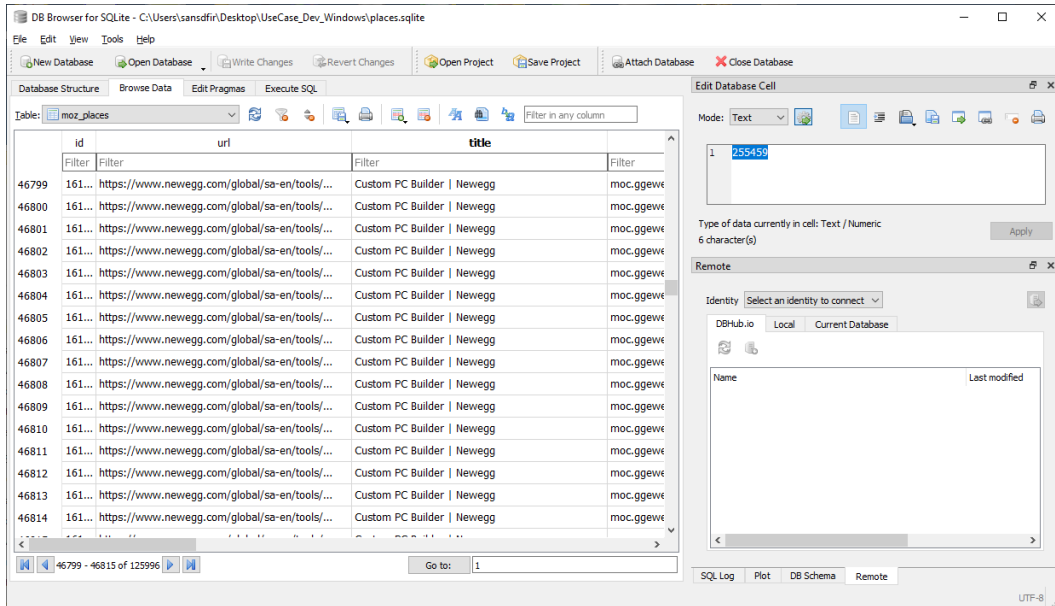 DB Browser for SQLite - C:\Users\sansdfir\Desktop\UseCase_Dev_Windows\places.sqlite
File Edit View Tools Help
New Database Open Database Write Changes Revert Changes Open Project Save Project Attach Database Close Database
Database Structure Browse Data Edit Pragmas Execute SQL
Table: moz_places Filter in any column
id url title
Filter Filter Filter Filter
46799 161... https://www.newegg.com/global/sa-en/tools/... Custom PC Builder | Newegg moc.ggewe
46800 161... https://www.newegg.com/global/sa-en/tools/... Custom PC Builder | Newegg moc.ggewe
46801 161... https://www.newegg.com/global/sa-en/tools/... Custom PC Builder | Newegg moc.ggewe
46802 161... https://www.newegg.com/global/sa-en/tools/... Custom PC Builder | Newegg moc.ggewe
46803 161... https://www.newegg.com/global/sa-en/tools/... Custom PC Builder | Newegg moc.ggewe
46804 161... https://www.newegg.com/global/sa-en/tools/... Custom PC Builder | Newegg moc.ggewe
46805 161... https://www.newegg.com/global/sa-en/tools/... Custom PC Builder | Newegg moc.ggewe
46806 161... https://www.newegg.com/global/sa-en/tools/... Custom PC Builder | Newegg moc.ggewe
46807 161... https://www.newegg.com/global/sa-en/tools/... Custom PC Builder | Newegg moc.ggewe
46808 161... https://www.newegg.com/global/sa-en/tools/... Custom PC Builder | Newegg moc.ggewe
46809 161... https://www.newegg.com/global/sa-en/tools/... Custom PC Builder | Newegg moc.ggewe
46810 161... https://www.newegg.com/global/sa-en/tools/... Custom PC Builder | Newegg moc.ggewe
46811 161... https://www.newegg.com/global/sa-en/tools/... Custom PC Builder | Newegg moc.ggewe
46812 161... https://www.newegg.com/global/sa-en/tools/... Custom PC Builder | Newegg moc.ggewe
46813 161... https://www.newegg.com/global/sa-en/tools/... Custom PC Builder | Newegg moc.ggewe
46814 161... https://www.newegg.com/global/sa-en/tools/... Custom PC Builder | Newegg moc.ggewe
46799 - 46815 of 125996 Go to: 1
Edit Database Cell
Mode: Text
1 255459
Type of data currently in cell: Text / Numeric
6 character(s)
Apply
Remote
Identity Select an identity to connect
DBHub.io Local Current Database
Name Last modified
SQL Log Plot DB Schema Remote
UTF-8